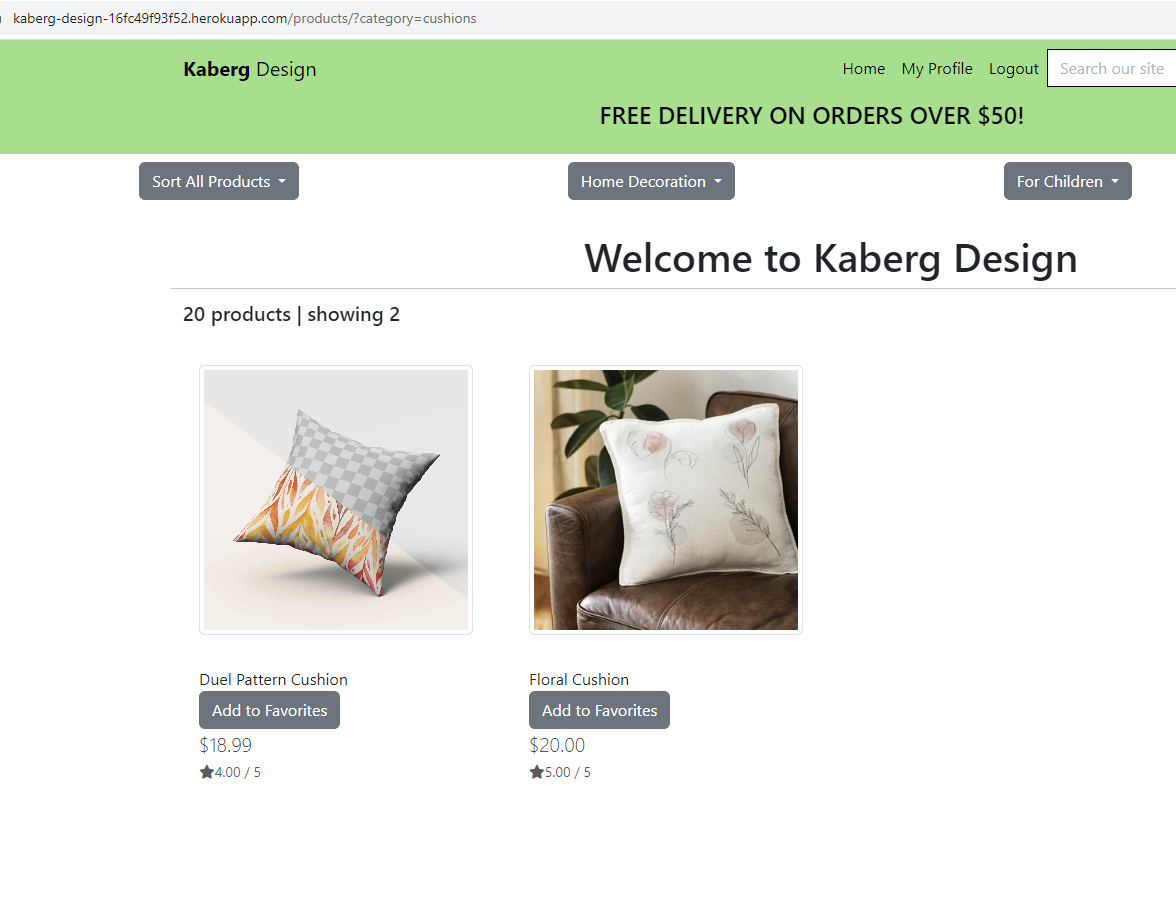 kaberg-design-16fc49f93f52.herokuapp.com/products/?category=cushions
Kaberg Design
Home My Profile Logout Search our site
FREE DELIVERY ON ORDERS OVER $50!
Sort All Products Home Decoration For Children
Welcome to Kaberg Design
20 products | showing 2
Duel Pattern Cushion Floral Cushion
Add to Favorites Add to Favorites
$18.99 $20.00
4.00 / 5 5.00 / 5